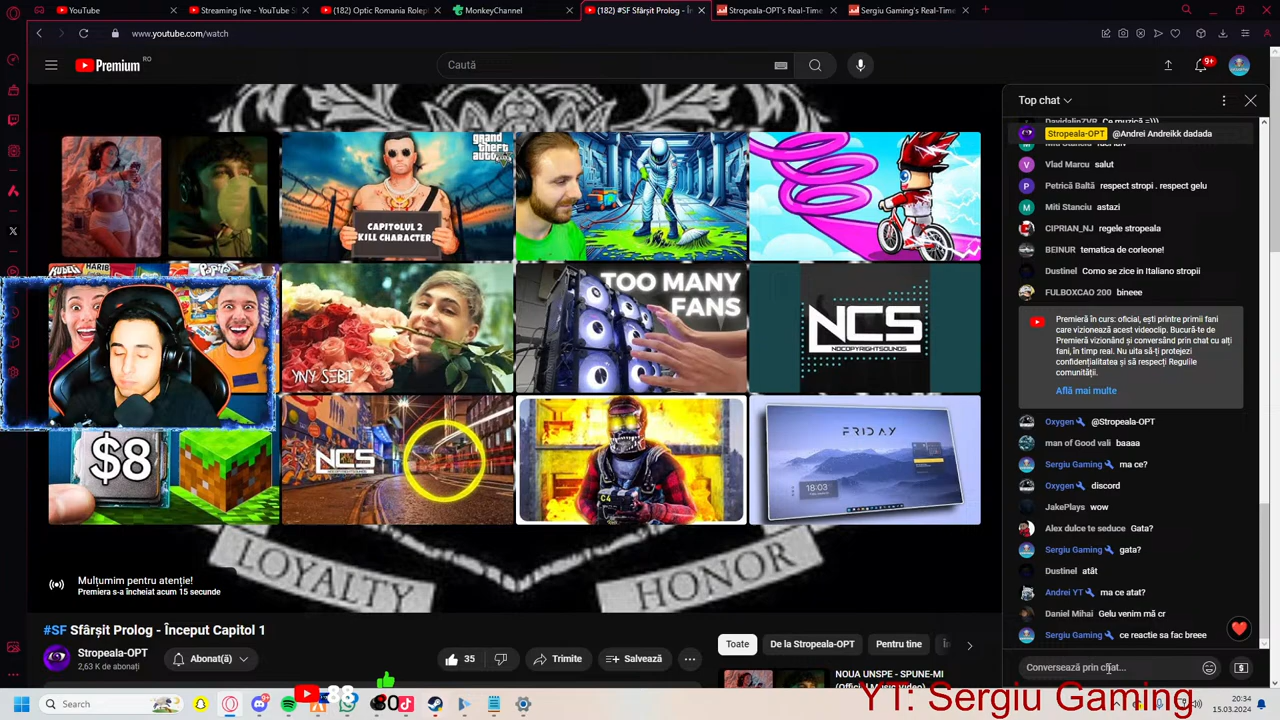 YouTube
Streaming live - YouTube S
(182) Optic Romania Rolepl
MonkeyChannel
(182) #SF Sfârșit Prolog - În
Stropeala-OPT's Real-Time
Sergiu Gaming's Real-Time
www.youtube.com/watch
Premium RO
Caută
9+
Top chat
Stropeala-OPT @Andrei Andreikk dadada
Vlad Marcu salut
Petrică Baltă respect stropi . respect gelu
Miti Stanciu astazi
CIPRIAN_NJ regele stropeala
BEINUR tematica de corleone!
Dustinel Como se zice in Italiano stropii
FULBOXCAO 200 bineee
Premieră în curs: oficial, ești printre primii fani
care vizionează acest videoclip. Bucură-te de
Premieră vizionând și conversând prin chat cu alți
fani, în timp real. Nu uita să-ți protejezi
confidențialitatea și să respecți Regulile
comunității.
Află mai multe
Oxygen @Stropeala-OPT
man of Good vali baaaa
Sergiu Gaming ma ce?
Oxygen discord
JakePlays wow
Alex dulce te seduce Gata?
Sergiu Gaming gata?
Dustinel atât
Andrei YT ma ce atat?
Daniel Mihai Gelu venim mă cr
Sergiu Gaming ce reactie sa fac breee
Conversează prin chat...
grand
theft
auto
CAPITOLUL 2
KILL CHARACTER
YNY SEBI
TOO MANY
FANS
NCS
NOCOPYRIGHTSOUNDS
$8
NCS
C4
FRIDAY
18:03
LOYALTY
HONOR
Mulțumim pentru atenție!
Premiera s-a încheiat acum 15 secunde
#SF Sfârșit Prolog - Început Capitol 1
Stropeala-OPT
2,63 K de abonați
Abonat(ă)
35
Trimite
Salvează
Toate
De la Stropeala-OPT
Pentru tine
NOUA UNSPE - SPUNE-MI
Search
88
80
YT. Sergiu Gaming
20:34
15.03.2024